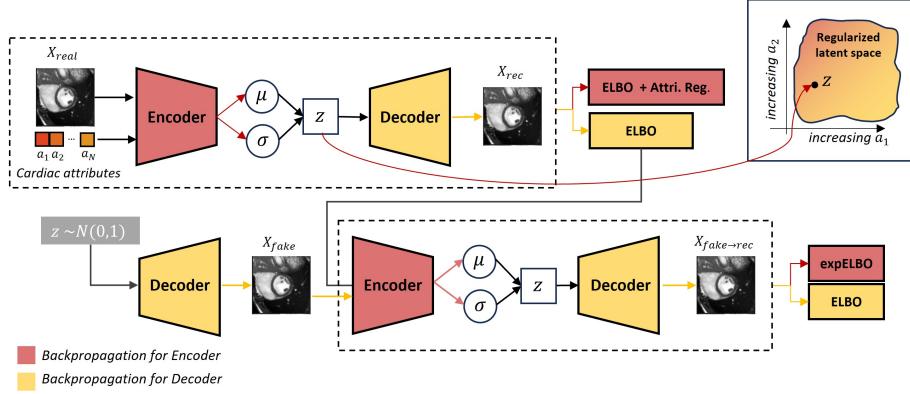 X_real
Encoder
μ
σ
z
Decoder
X_rec
ELBO + Attri. Reg.
ELBO
a_1 a_2 ... a_N
Cardiac attributes
increasing a_2
Regularized
latent space
z
increasing a_1
z ~N(0,1)
Decoder
X_fake
Encoder
μ
σ
z
Decoder
X_fake→rec
expELBO
ELBO
Backpropagation for Encoder
Backpropagation for Decoder